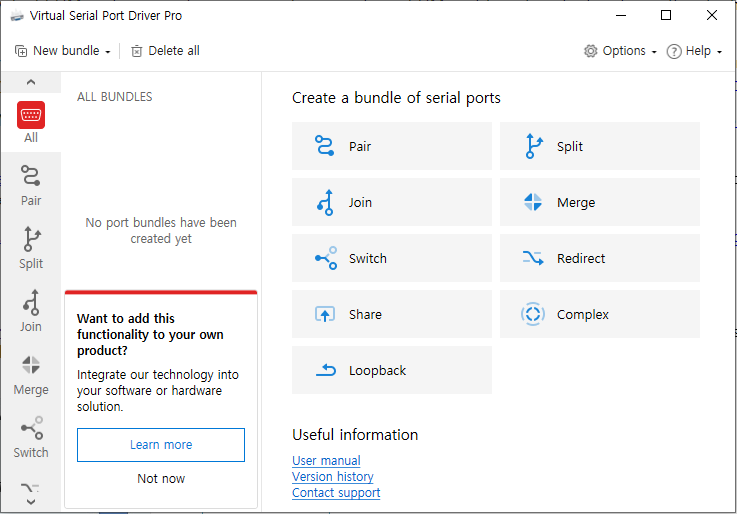 Virtual Serial Port Driver Pro
New bundle
Delete all
Options
Help
All
Pair
Split
Join
Merge
Switch
ALL BUNDLES
No port bundles have been
created yet
Want to add this
functionality to your own
product?
Integrate our technology into
your software or hardware
solution.
Learn more
Not now
Create a bundle of serial ports
Pair
Split
Join
Merge
Switch
Redirect
Share
Complex
Loopback
Useful information
User manual
Version history
Contact support